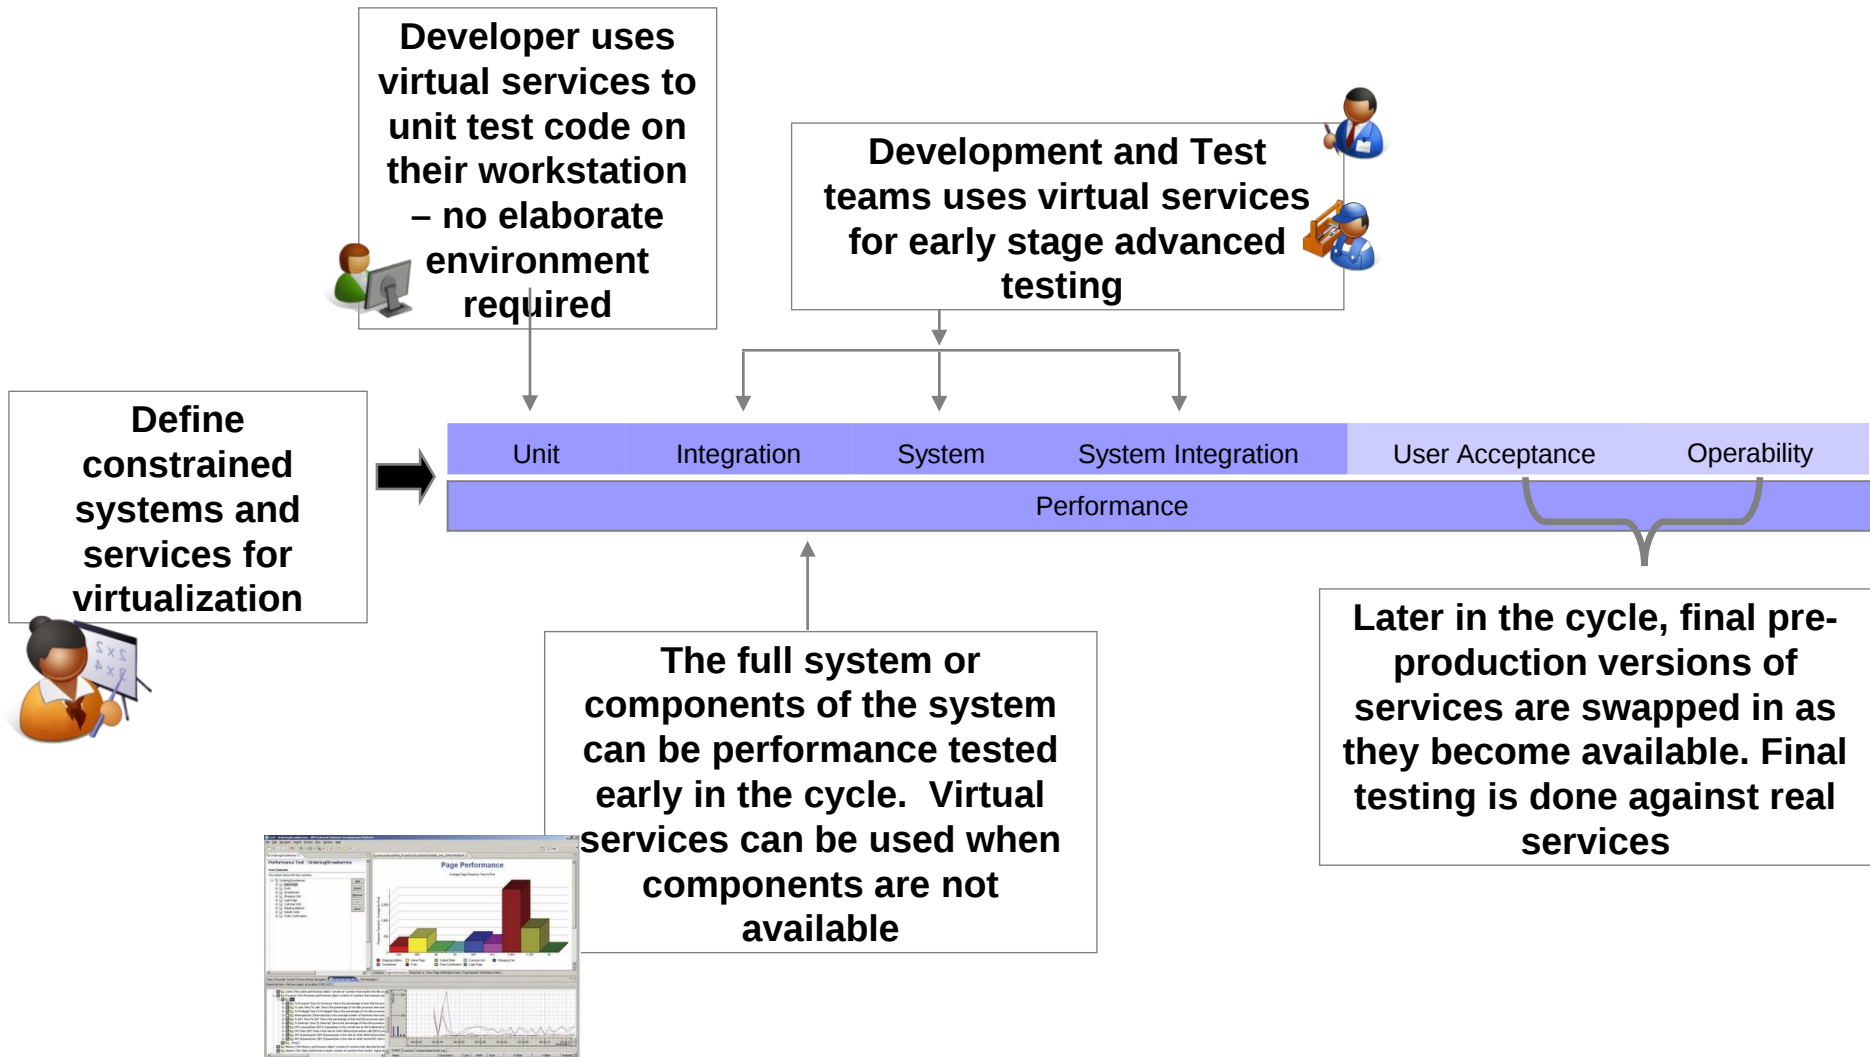 Developer uses
virtual services to
unit test code on
their workstation
– no elaborate
environment
required
Development and Test
teams uses virtual services
for early stage advanced
testing
Define
constrained
systems and
services for
virtualization
Unit
Integration
System
System Integration
User Acceptance
Operability
Performance
The full system or
components of the system
can be performance tested
early in the cycle.  Virtual
services can be used when
components are not
available
Later in the cycle, final pre-
production versions of
services are swapped in as
they become available. Final
testing is done against real
services
Page Performance